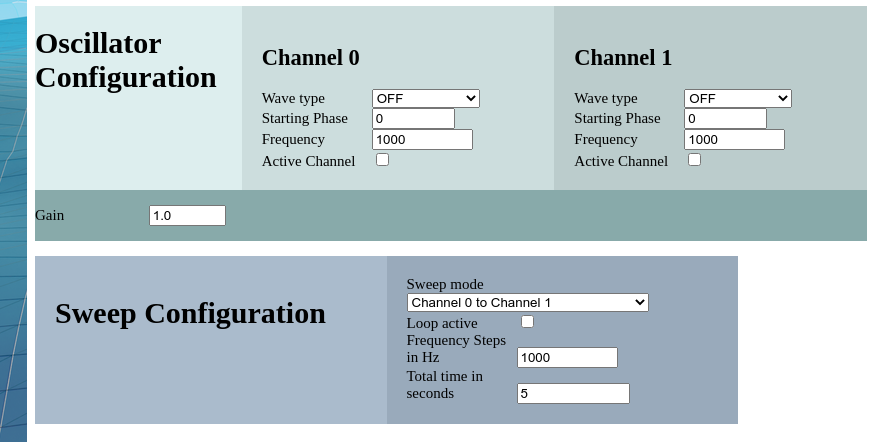 Oscillator
Configuration
Channel 0
Wave type OFF
Starting Phase 0
Frequency 1000
Active Channel
Channel 1
Wave type OFF
Starting Phase 0
Frequency 1000
Active Channel
Gain 1.0
Sweep Configuration
Sweep mode
Channel 0 to Channel 1
Loop active
Frequency Steps
in Hz 1000
Total time in
seconds 5